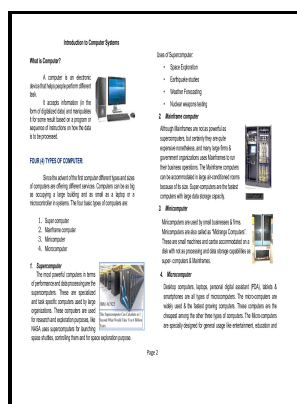 Introduction to Computer Systems
What is Computer?
A computer is an electronic
device that helps people perform different
task.
It accepts information (in the
form of digitalized data) and manipulates
it for some result based on a program or
sequence of instructions on how the data
is to be processed.
FOUR (4) TYPES OF COMPUTER:
Since the advent of the first computer different types and sizes
of computers are offering different services. Computers can be as big
as occupying a large building and as small as a laptop or a
microcontroller in systems. The four basic types of computers are:
1. Super computer
2. Mainframe computer
3. Minicomputer
4. Microcomputer
1. Supercomputer
The most powerful computers in terms
of performance and data processing are the
supercomputers. These are specialized
and task specific computers used by large
organizations. These computers are used
for research and exploration purposes, like
NASA uses supercomputers for launching
space shuttles, controlling them and for space exploration purpose.
Uses of Supercomputer:
• Space Exploration
• Earthquake studies
• Weather Forecasting
• Nuclear weapons testing
2. Mainframe computer
Although Mainframes are not as powerful as
supercomputers, but certainly they are quite
expensive nonetheless, and many large firms &
government organizations uses Mainframes to run
their business operations. The Mainframe computers
can be accommodated in large air-conditioned rooms
because of its size. Super-computers are the fastest
computers with large data storage capacity.
3. Minicomputer
Minicomputers are used by small businesses & firms.
Minicomputers are also called as "Midrange Computers".
These are small machines and can be accommodated on a
disk with not as processing and data storage capabilities as
super- computers & Mainframes.
4. Microcomputer
Desktop computers, laptops, personal digital assistant (PDA), tablets &
smartphones are all types of microcomputers. The micro-computers are
widely used & the fastest growing computers. These computers are the
cheapest among the other three types of computers. The Micro-computers
are specially designed for general usage like entertainment, education and
Page 2